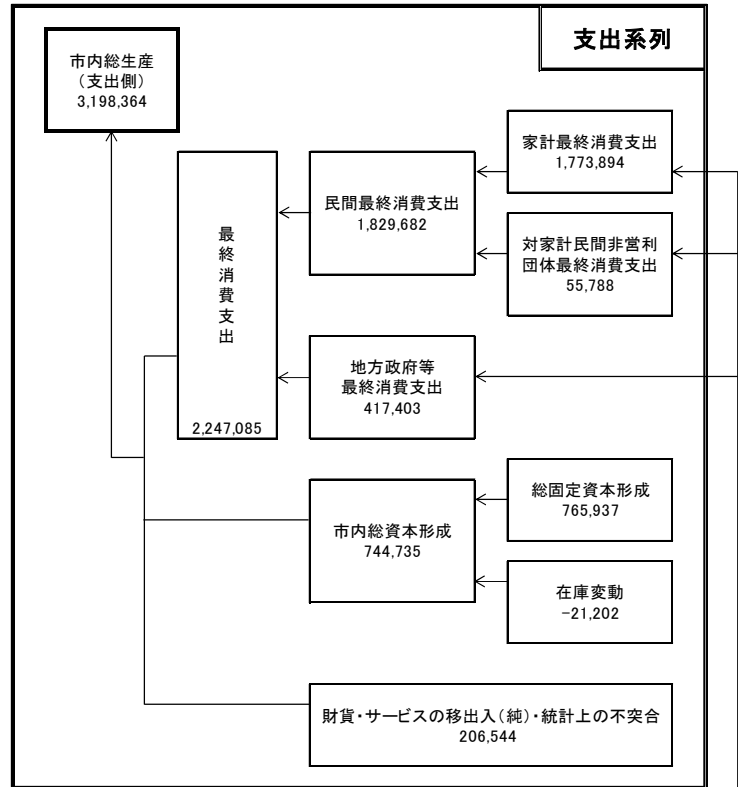 支出系列
市内総生産
（支出側）
3,198,364
家計最終消費支出
1,773,894
民間最終消費支出
1,829,682
対家計民間非営利
団体最終消費支出
55,788
最終消費支出
2,247,085
地方政府等
最終消費支出
417,403
総固定資本形成
765,937
市内総資本形成
744,735
在庫変動
-21,202
財貨・サービスの移出入（純）・統計上の不突合
206,544